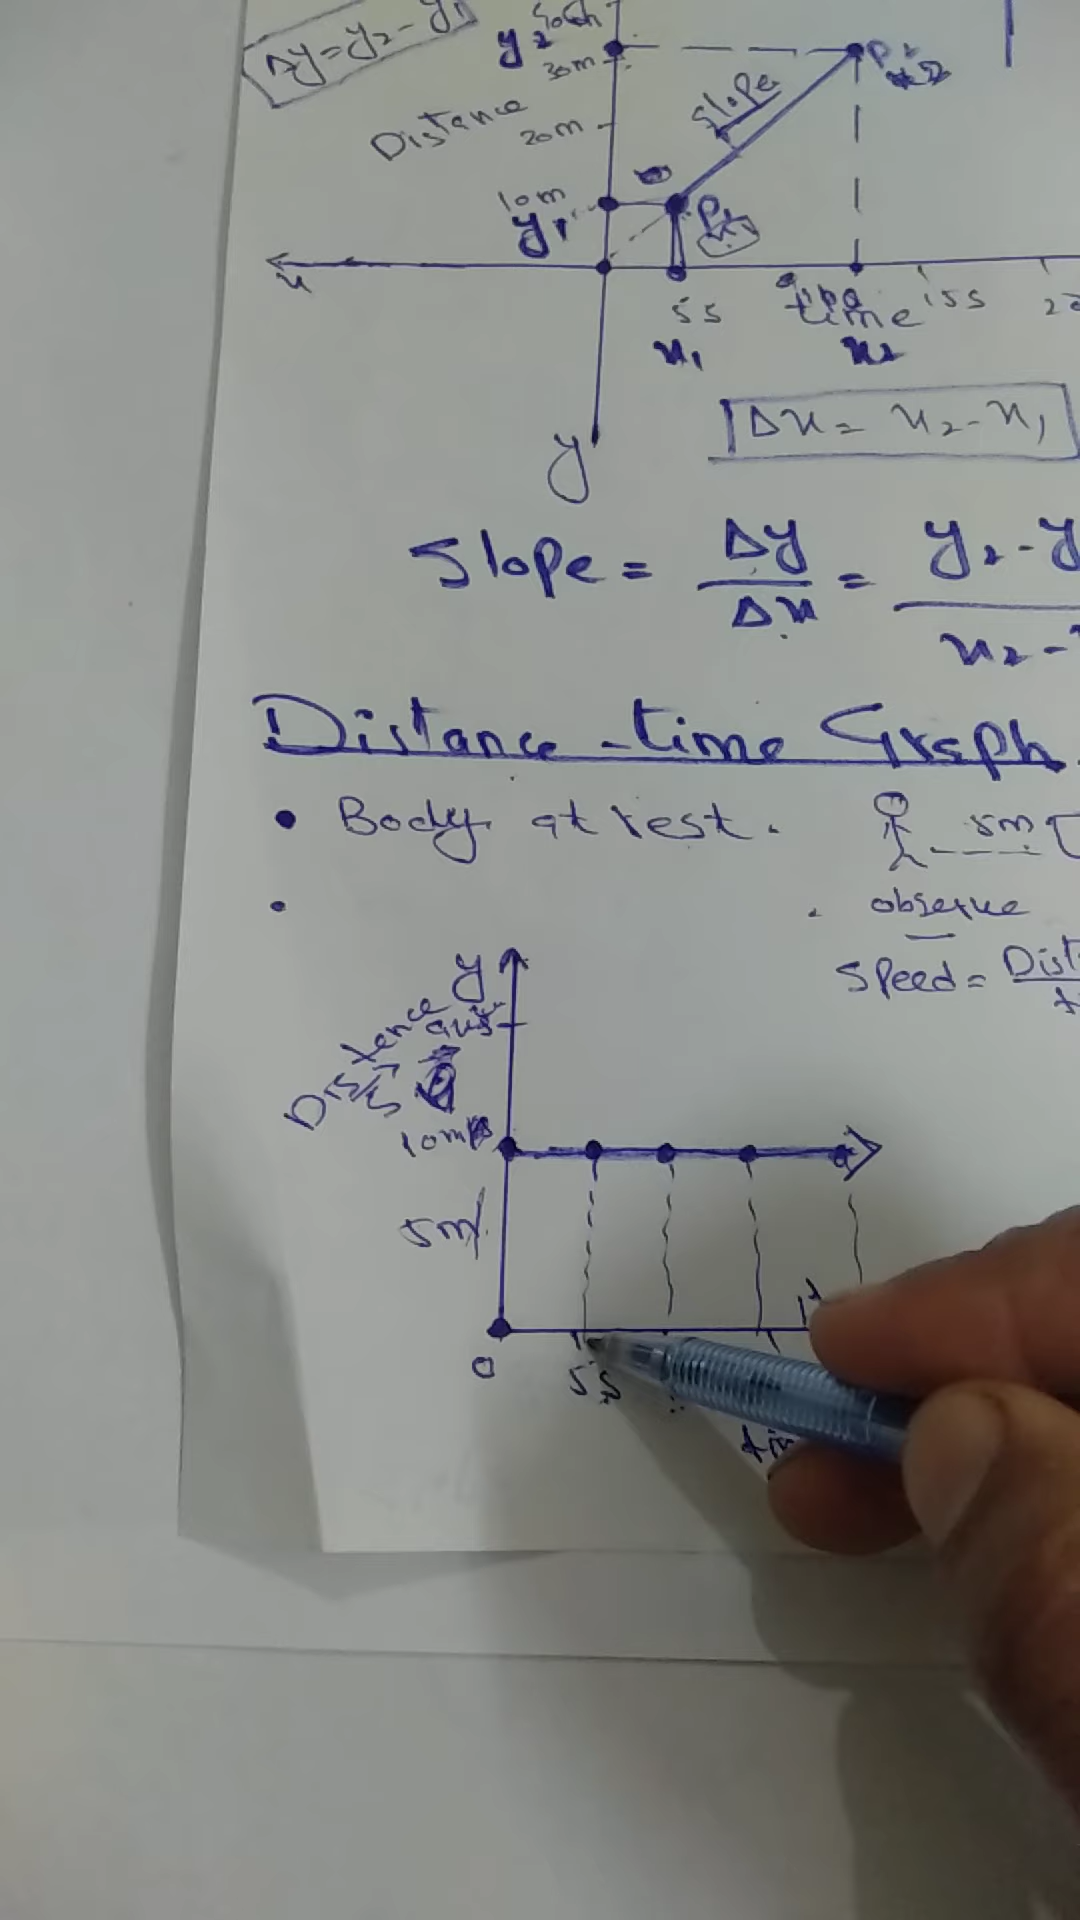 Δy = y2 - y1
y2
30m
Distance
20m
slope
P2
10m
y1
P1
x
5s
time
15s
x1
x2
y
Δx = x2 - x1
Slope = Δy/Δx = y2 - y / x2 -
Distance - time Graph
• Body at rest.
5m
•
observe
Speed = Dist
y
Distance
10m
5m
0
5s